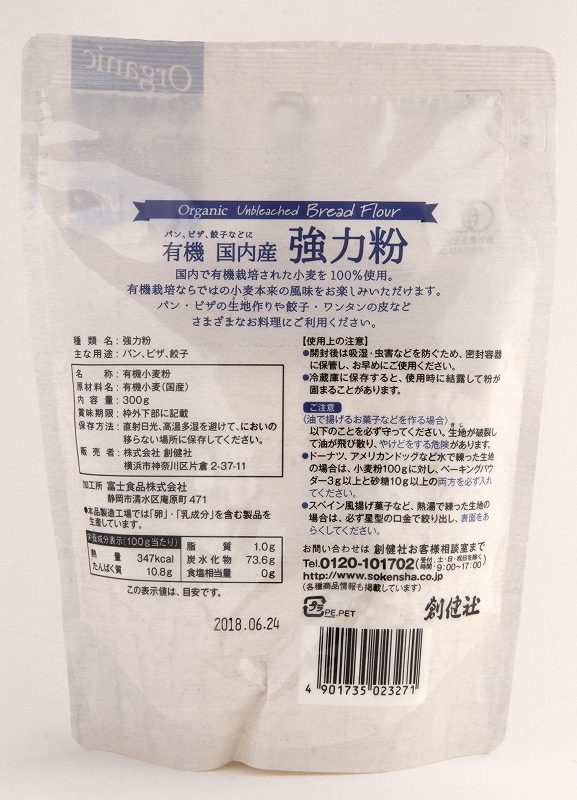 Organic
Organic Unbleached Bread Flour
パン、ピザ、餃子などに
有機 国内産 強力粉
国内で有機栽培された小麦を100%使用。
有機栽培ならではの小麦本来の風味をお楽しみいただけます。
パン・ピザの生地作りや餃子・ワンタンの皮など
さまざまなお料理にご利用ください。
種類名：強力粉
主な用途：パン、ピザ、餃子
名称：有機小麦粉
原材料名：有機小麦(国産)
内容量：300g
賞味期限：枠外下部に記載
保存方法：直射日光、高温多湿を避けて、においの
移らない場所に保存してください。
販売者：株式会社 創健社
横浜市神奈川区片倉 2-37-11
加工所 富士食品株式会社
静岡市清水区庵原町 471
●本品製造工場では「卵」・「乳成分」を含む製品を
生産しています。
栄養成分表示(100g当たり)
熱量 347kcal
たんぱく質 10.8g
脂質 1.0g
炭水化物 73.6g
食塩相当量 0g
この表示値は、目安です。
2018.06.24
【使用上の注意】
●開封後は吸湿・虫害などを防ぐため、密封容器
に保管し、お早めにご使用ください。
●冷蔵庫に保存すると、使用時に結露して粉が
固まることがあります。
ご注意
〈油で揚げるお菓子などを作る場合〉
以下のことを必ず守ってください。生地が破裂し
て油が飛び散り、やけどをする危険があります。
●ドーナツ、アメリカンドッグなど水で練った生地
の場合は、小麦粉100gに対し、ベーキングパウ
ダー3g以上と砂糖10g以上の両方を必ず入れ
てください。
●スペイン風揚げ菓子など、熱湯で練った生地の
場合は、必ず星型の口金で絞り出し、表面をあ
らくしてください。
お問い合わせは 創健社お客様相談室まで
Tel.0120-101702(受付.土・日・祝日を除く 時間.9:00~17:00)
http://www.sokensha.co.jp
(各種商品情報も掲載しています)
プラ PE.PET
創健社
4 901735 023271